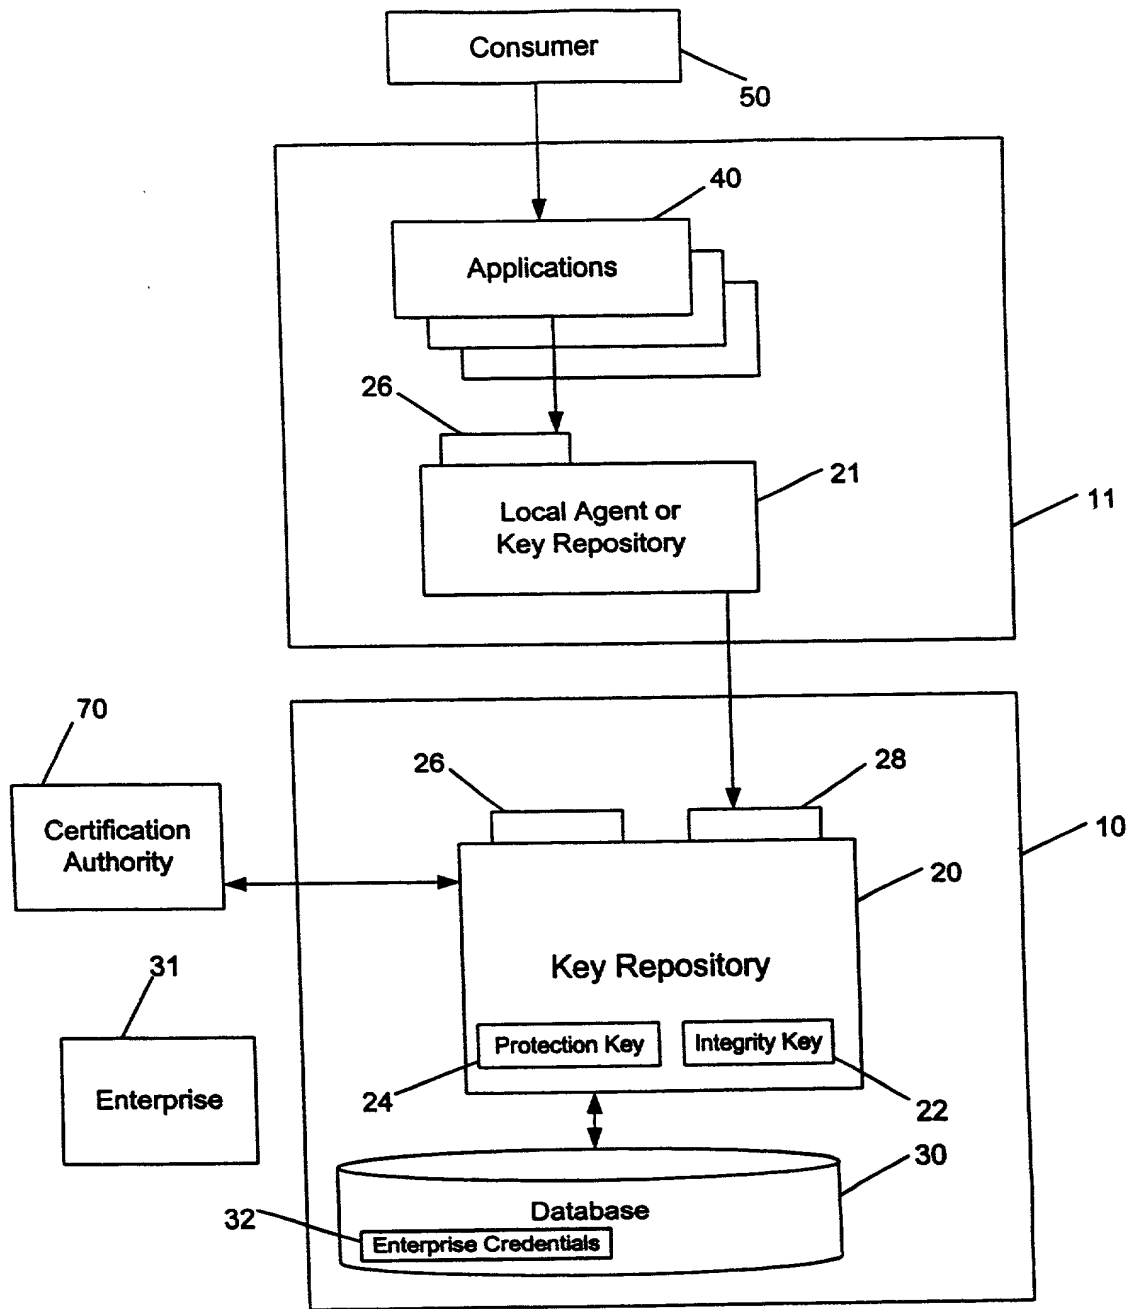 Consumer
50
40
Applications
26
21
Local Agent or
Key Repository
11
70
26
28
Certification
Authority
10
20
31
Key Repository
Protection Key
Integrity Key
Enterprise
24
22
30
Database
32
Enterprise Credentials